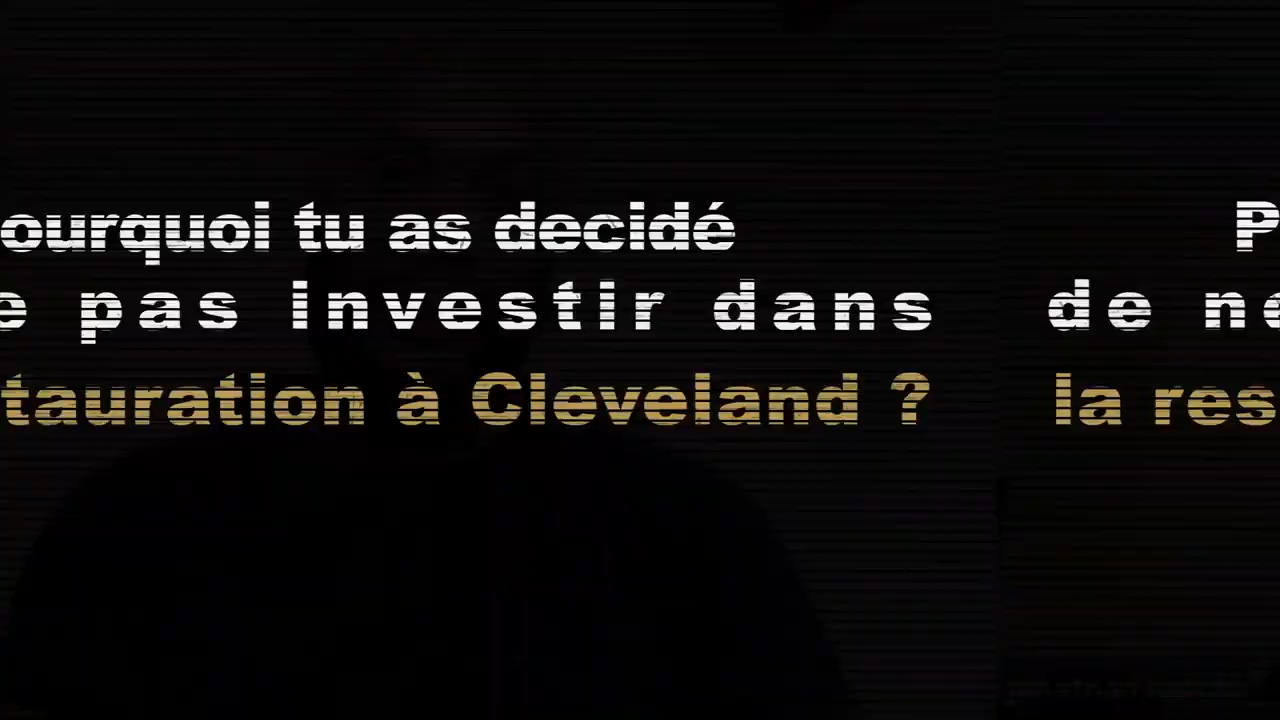 ourquoi tu as decidé P
e pas investir dans de ne
tauration à Cleveland ? la res